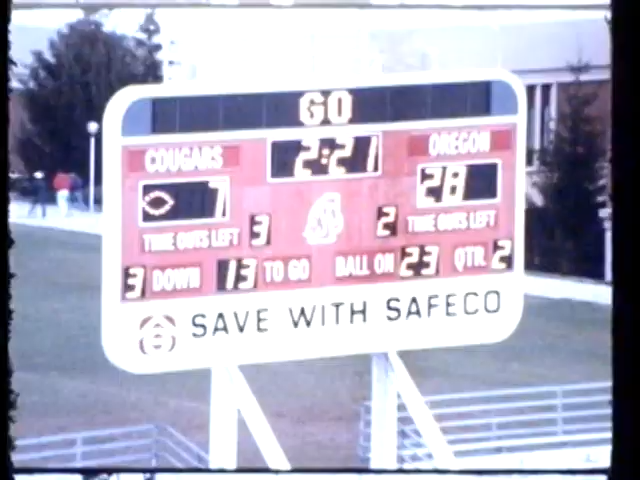 GO
COUGARS 2:21 OREGON
7 28
TIME OUTS LEFT 3 2 TIME OUTS LEFT
3 DOWN 13 TO GO BALL ON 23 QTR 2
SAVE WITH SAFECO